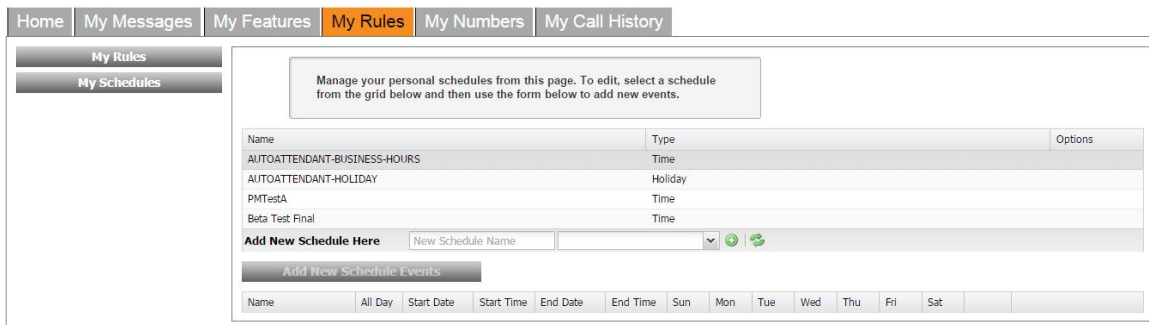 Home My Messages My Features My Rules My Numbers My Call History
My Rules
My Schedules
Manage your personal schedules from this page. To edit, select a schedule
from the grid below and then use the form below to add new events.
Name Type Options
AUTOATTENDANT-BUSINESS-HOURS Time
AUTOATTENDANT-HOLIDAY Holiday
PMTestA Time
Beta Test Final Time
Add New Schedule Here New Schedule Name
Add New Schedule Events
Name All Day Start Date Start Time End Date End Time Sun Mon Tue Wed Thu Fri Sat